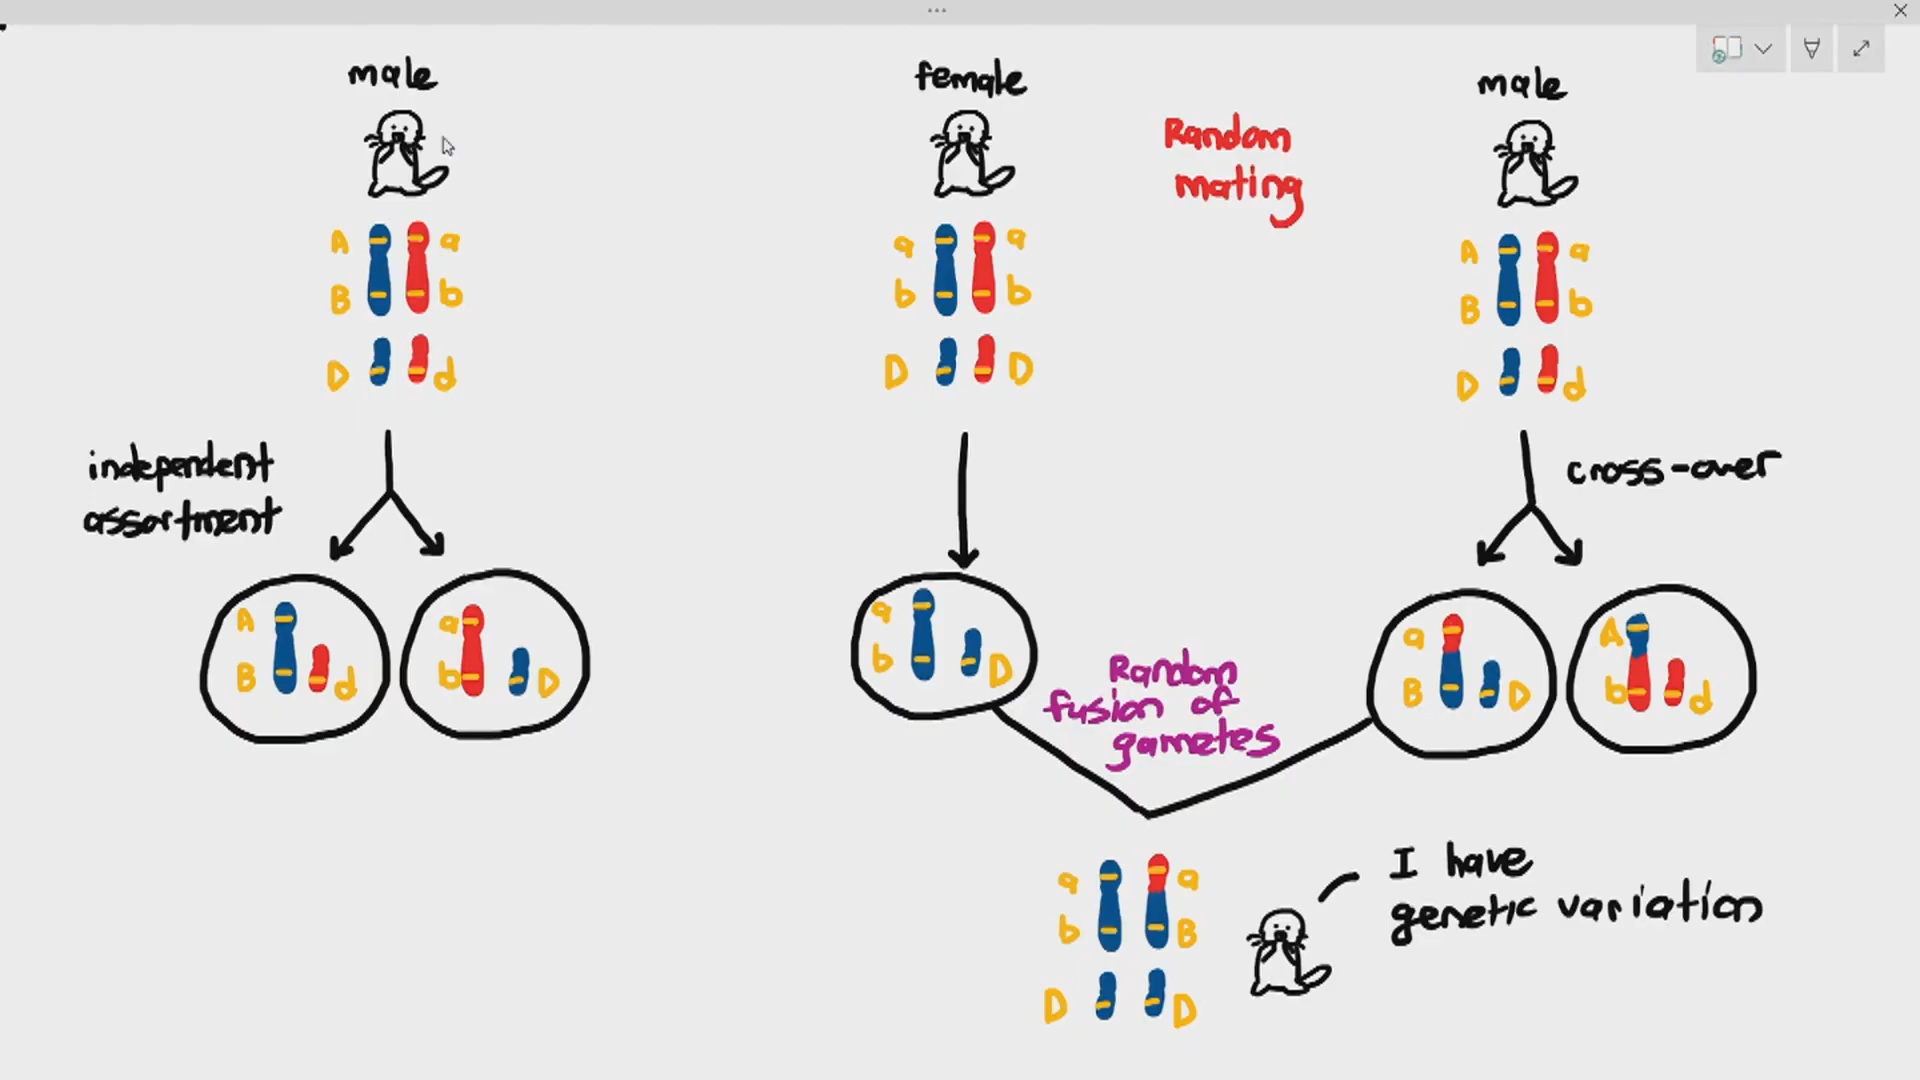 male
A a
B b
D d
independent
assortment
A
B d
a
b D
female
a a
b b
D D
a
b D
Random
mating
male
A a
B b
D d
cross-over
a
B D
A
b d
Random
fusion of
gametes
a a
b B
D D
I have
genetic variation